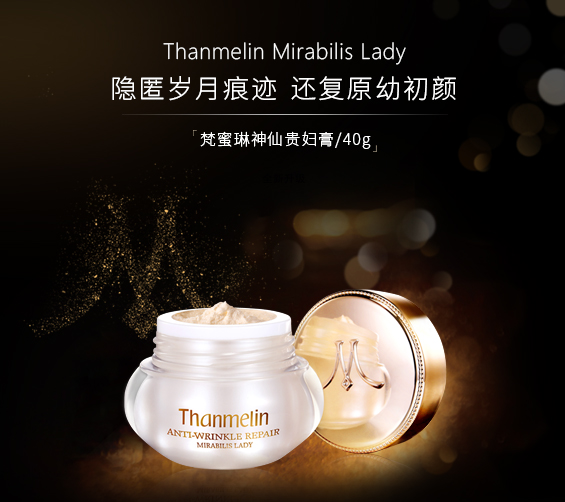 Thanmelin Mirabilis Lady
隐匿岁月痕迹 还复原幼初颜
「梵蜜琳神仙贵妇膏/40g」
Thanmelin
ANTI-WRINKLE REPAIR
MIRABILIS LADY